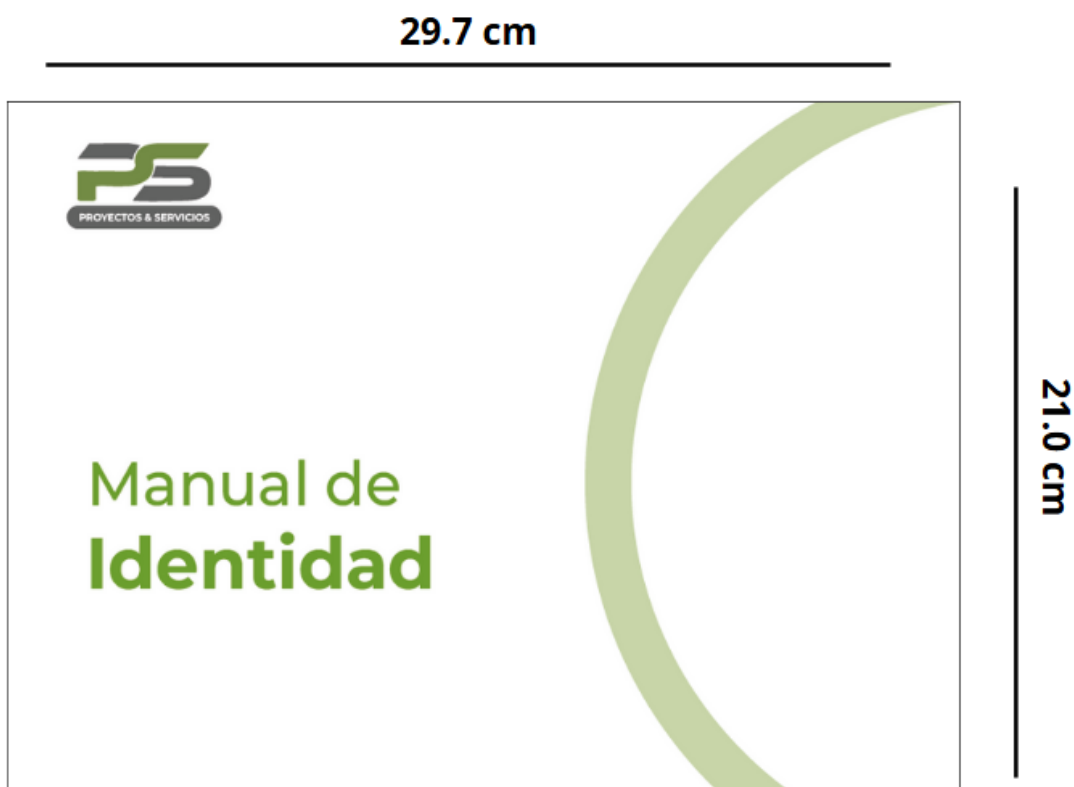 29.7 cm
PS
PROYECTOS & SERVICIOS
21.0 cm
Manual de
Identidad